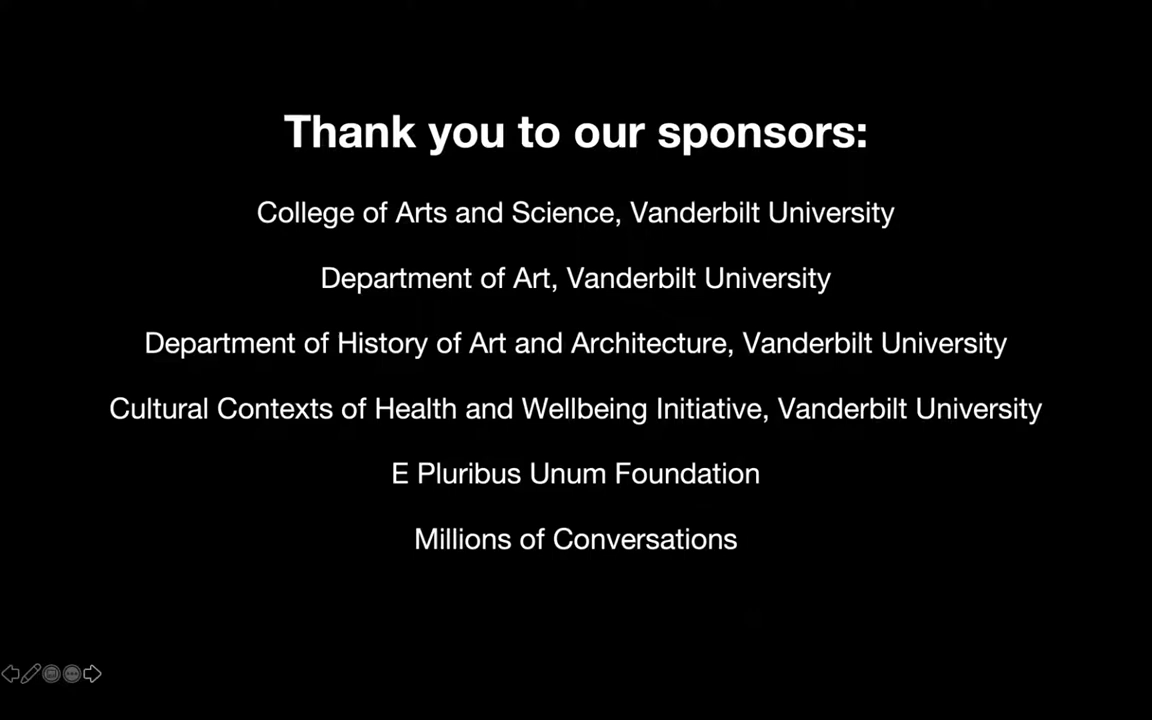 Thank you to our sponsors:
College of Arts and Science, Vanderbilt University
Department of Art, Vanderbilt University
Department of History of Art and Architecture, Vanderbilt University
Cultural Contexts of Health and Wellbeing Initiative, Vanderbilt University
E Pluribus Unum Foundation
Millions of Conversations